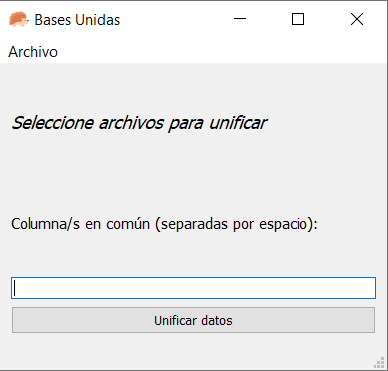 Bases Unidas
Archivo
Seleccione archivos para unificar
Columna/s en común (separadas por espacio):
Unificar datos